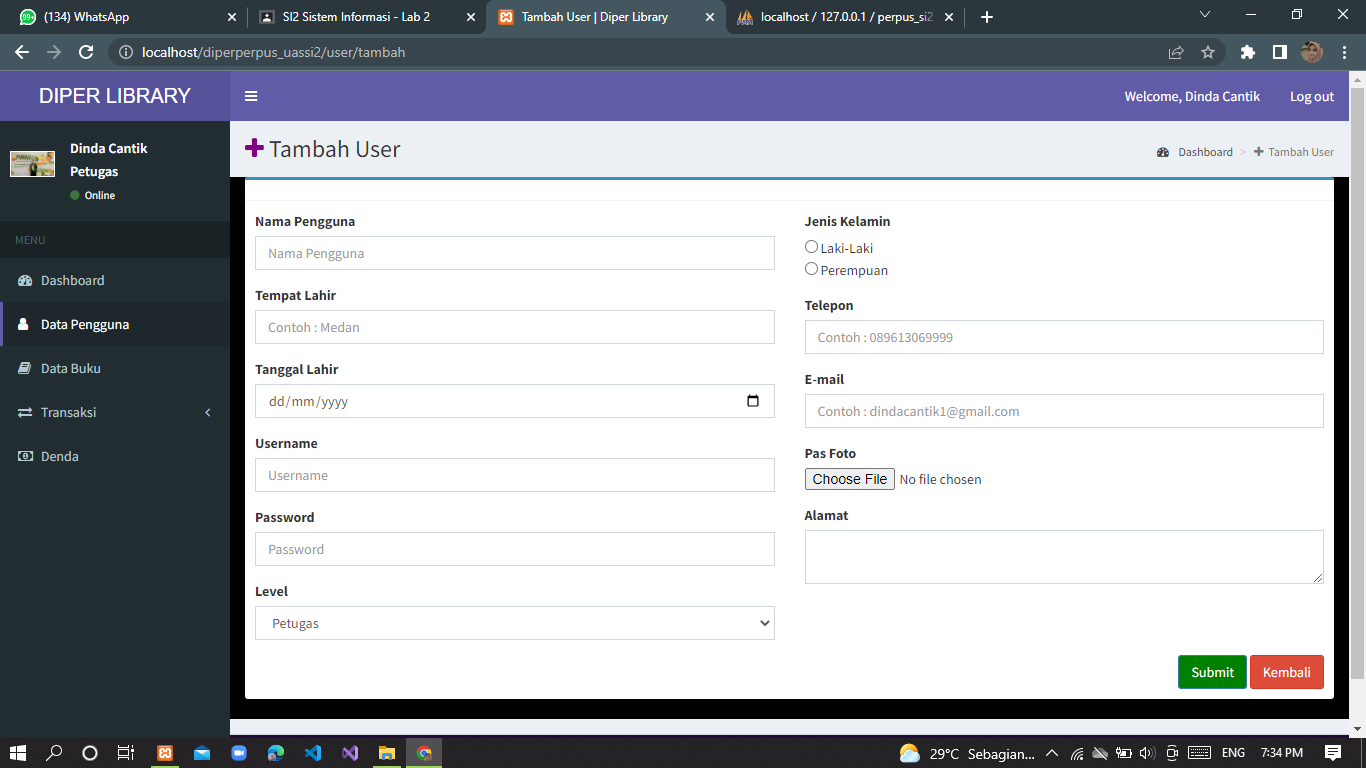 (134) WhatsApp
SI2 Sistem Informasi - Lab 2
Tambah User | Diper Library
localhost / 127.0.0.1 / perpus_si2
localhost/diperperpus_uassi2/user/tambah
DIPER LIBRARY
Welcome, Dinda Cantik
Log out
Dinda Cantik
Petugas
Online
MENU
Dashboard
Data Pengguna
Data Buku
Transaksi
Denda
Tambah User
Dashboard > Tambah User
Nama Pengguna
Nama Pengguna
Tempat Lahir
Contoh : Medan
Tanggal Lahir
dd/mm/yyyy
Username
Username
Password
Password
Level
Petugas
Jenis Kelamin
Laki-Laki
Perempuan
Telepon
Contoh : 089613069999
E-mail
Contoh : dindacantik1@gmail.com
Pas Foto
Choose File No file chosen
Alamat
Submit
Kembali
29°C Sebagian...
ENG
7:34 PM